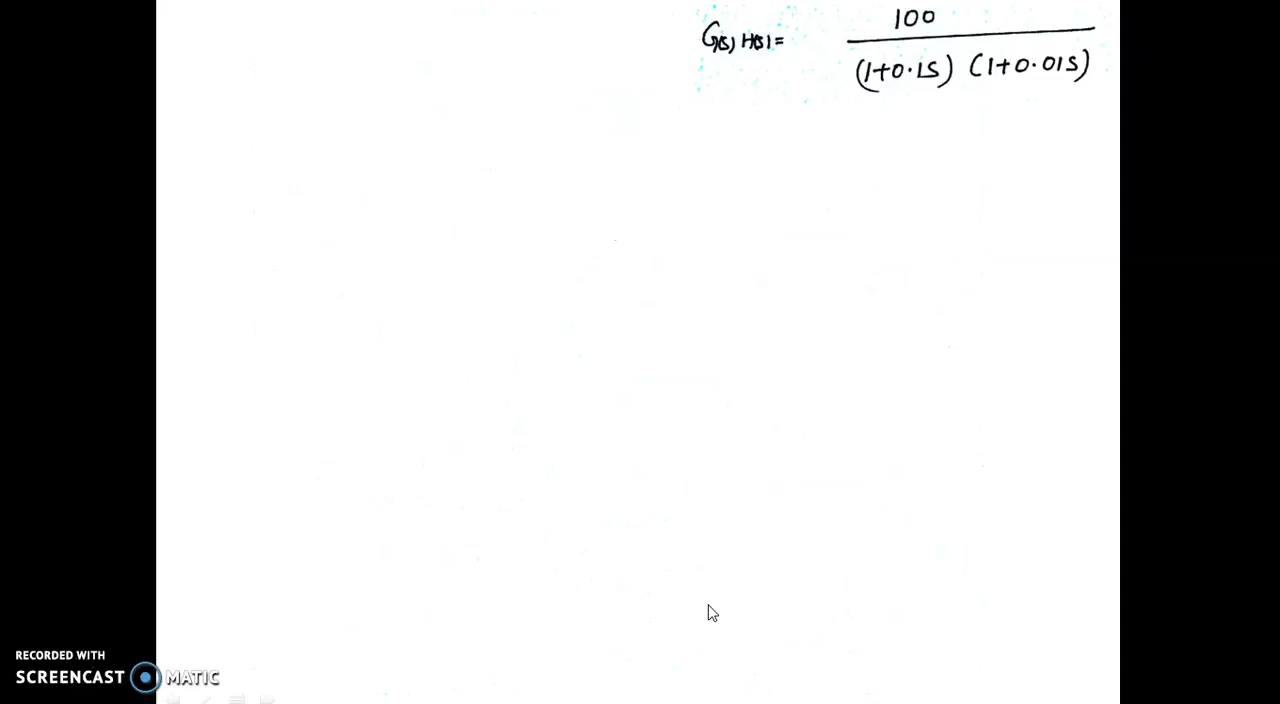 G(s) H(s) =
100
(1+0.1s) (1+0.01s)
RECORDED WITH
SCREENCAST MATIC